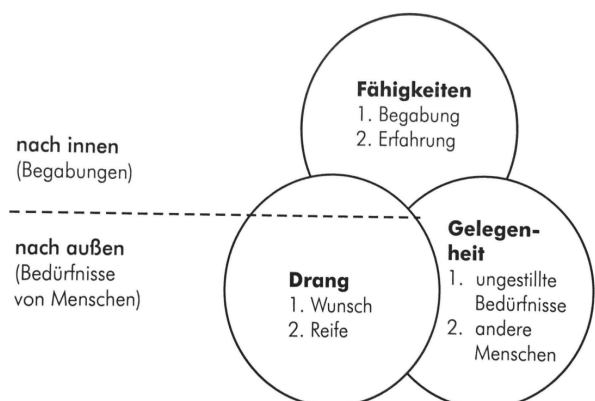 Fähigkeiten
1. Begabung
2. Erfahrung
nach innen
(Begabungen)
nach außen
(Bedürfnisse
von Menschen)
Drang
1. Wunsch
2. Reife
Gelegen-
heit
1. ungestillte
Bedürfnisse
2. andere
Menschen